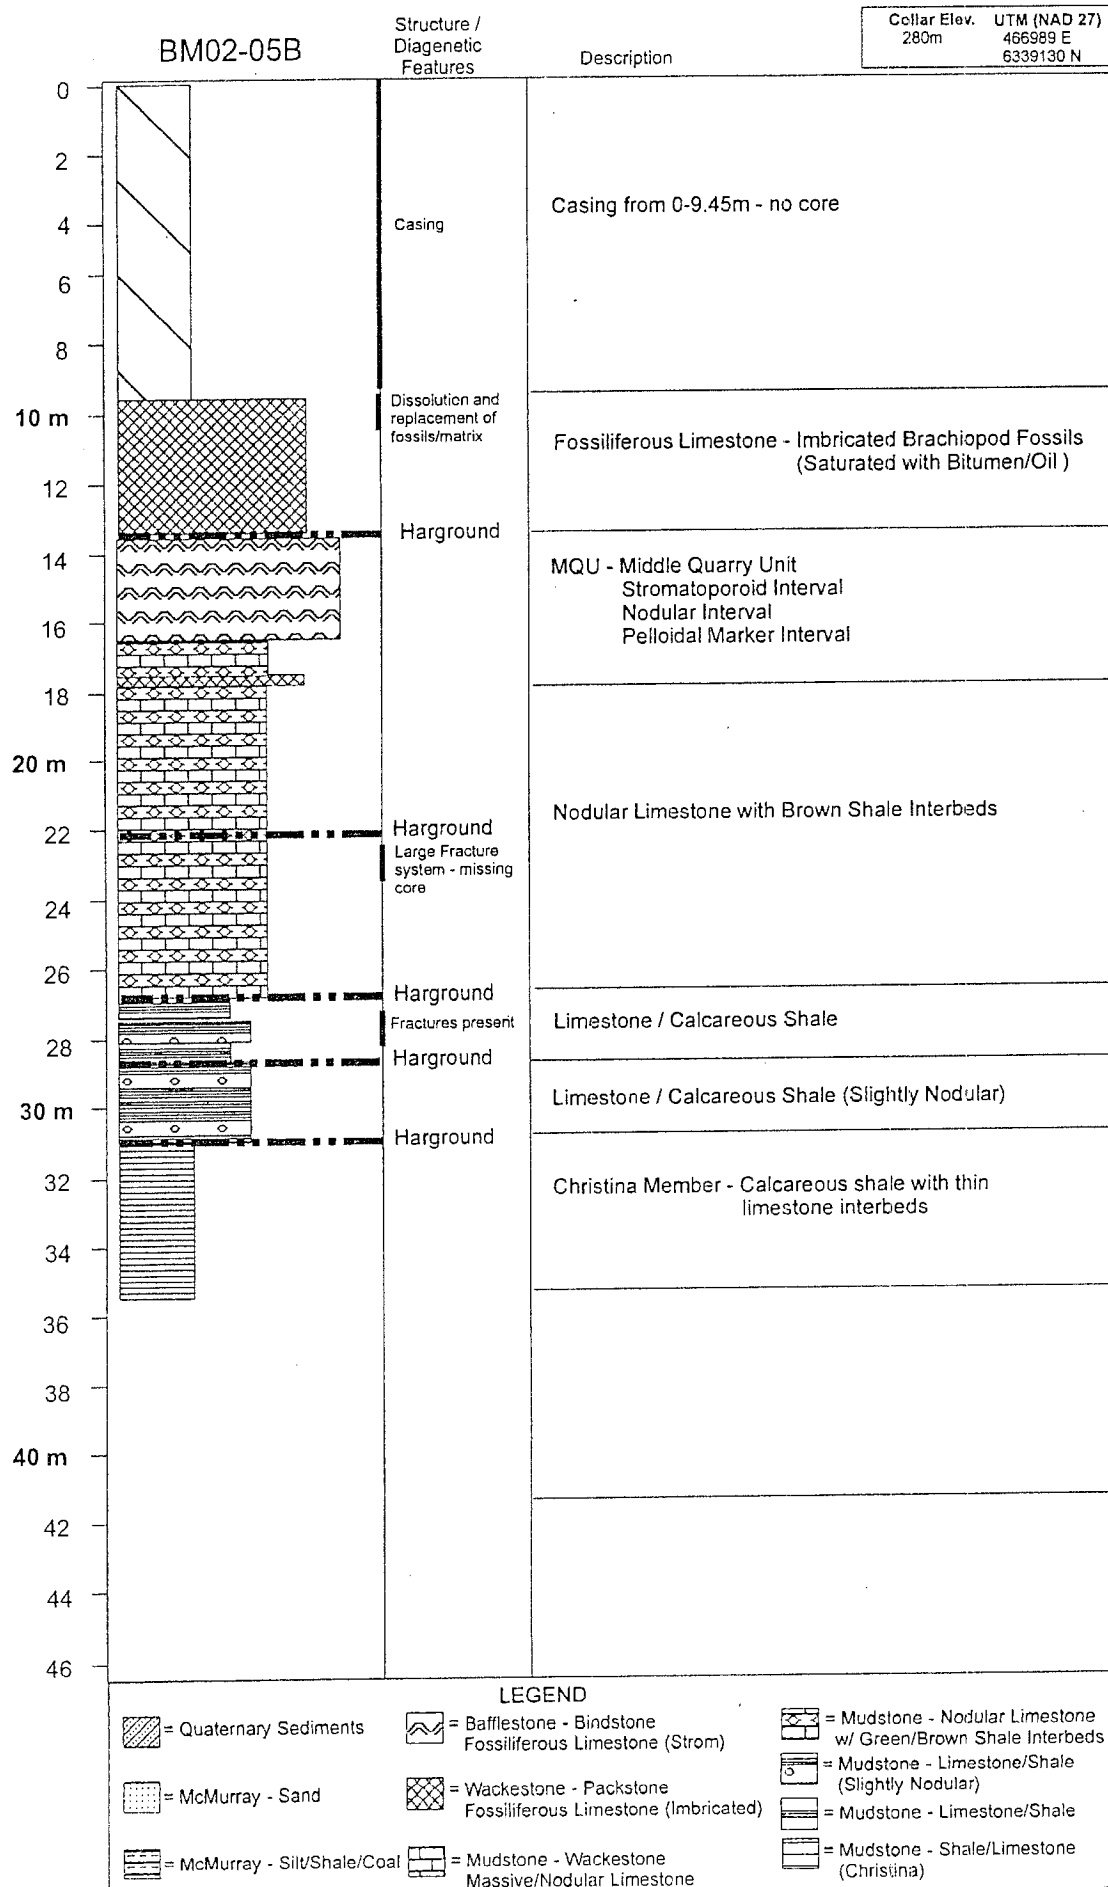 BM02-05B
Structure /
Diagenetic
Features
Description
Collar Elev. UTM (NAD 27)
280m 466989 E
6339130 N
0
2
4
6
8
10 m
12
14
16
18
20 m
22
24
26
28
30 m
32
34
36
38
40 m
42
44
46
Casing
Dissolution and
replacement of
fossils/matrix
Harground
Harground
Large Fracture
system - missing
core
Harground
Fractures present
Harground
Harground
Casing from 0-9.45m - no core
Fossiliferous Limestone - Imbricated Brachiopod Fossils
(Saturated with Bitumen/Oil )
MQU - Middle Quarry Unit
Stromatoporoid Interval
Nodular Interval
Pelloidal Marker Interval
Nodular Limestone with Brown Shale Interbeds
Limestone / Calcareous Shale
Limestone / Calcareous Shale (Slightly Nodular)
Christina Member - Calcareous shale with thin
limestone interbeds
LEGEND
= Quaternary Sediments
= McMurray - Sand
= McMurray - Silt/Shale/Coal
= Bafflestone - Bindstone
Fossiliferous Limestone (Strom)
= Wackestone - Packstone
Fossiliferous Limestone (Imbricated)
= Mudstone - Wackestone
Massive/Nodular Limestone
= Mudstone - Nodular Limestone
w/ Green/Brown Shale Interbeds
= Mudstone - Limestone/Shale
(Slightly Nodular)
= Mudstone - Limestone/Shale
= Mudstone - Shale/Limestone
(Christina)